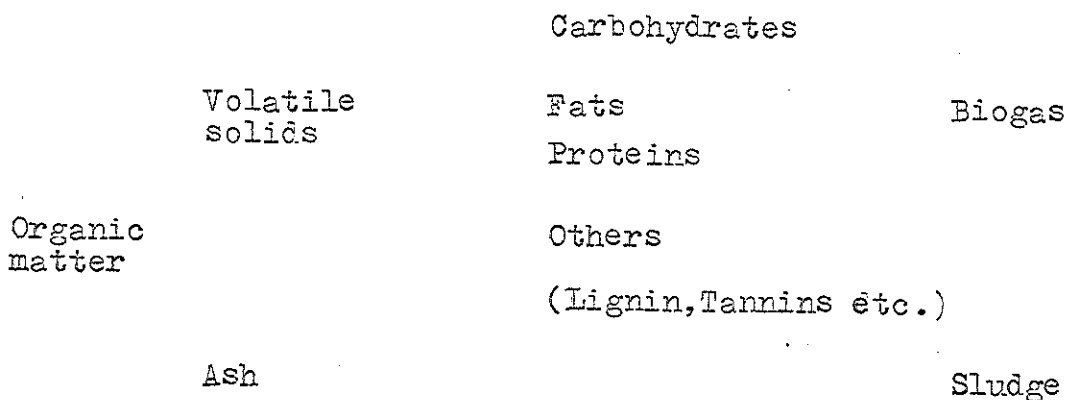 Carbohydrates
Volatile
solids
Fats
Biogas
Proteins
Organic
matter
Others
(Lignin,Tannins etc.)
Ash
Sludge